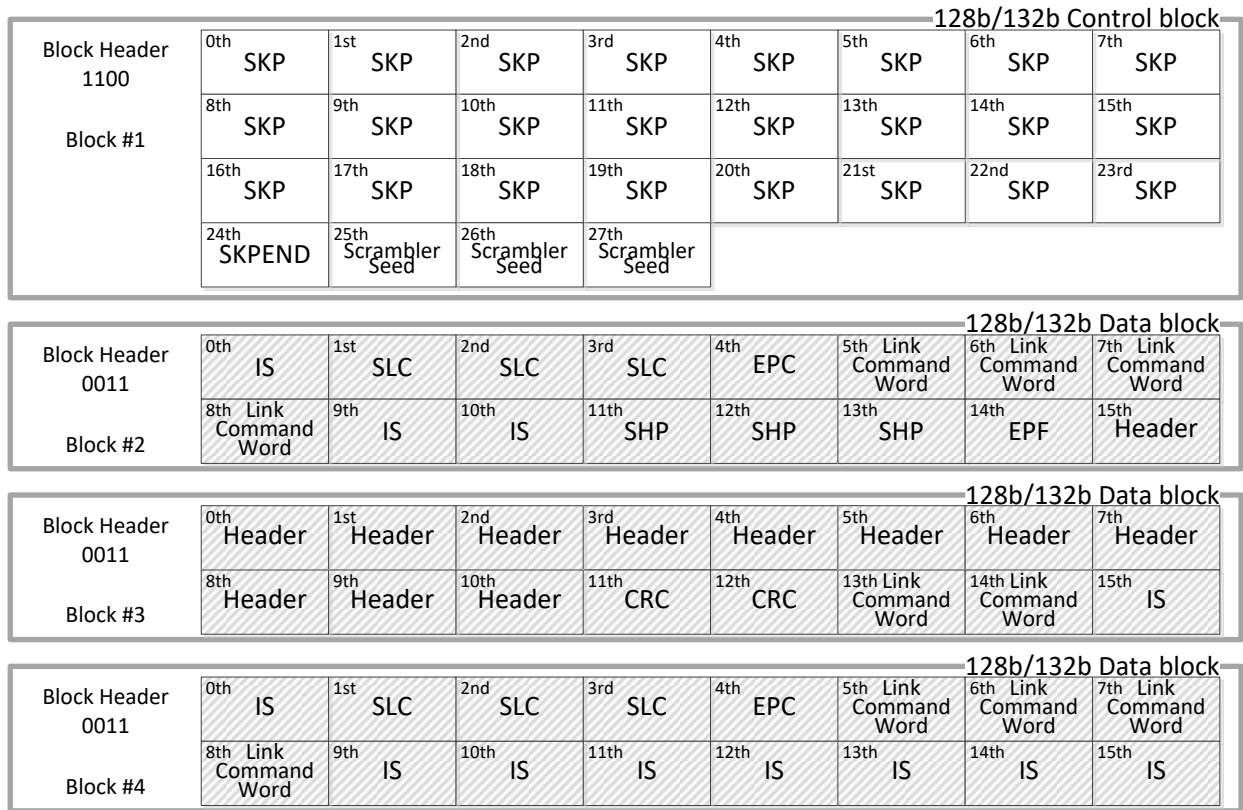 128b/132b Control block
Block Header
1100
Block #1
0th SKP 1st SKP 2nd SKP 3rd SKP 4th SKP 5th SKP 6th SKP 7th SKP
8th SKP 9th SKP 10th SKP 11th SKP 12th SKP 13th SKP 14th SKP 15th SKP
16th SKP 17th SKP 18th SKP 19th SKP 20th SKP 21st SKP 22nd SKP 23rd SKP
24th SKPEND 25th Scrambler Seed 26th Scrambler Seed 27th Scrambler Seed
128b/132b Data block
Block Header
0011
Block #2
0th IS 1st SLC 2nd SLC 3rd SLC 4th EPC 5th Link Command Word 6th Link Command Word 7th Link Command Word
8th Link Command Word 9th IS 10th IS 11th SHP 12th SHP 13th SHP 14th EPF 15th Header
128b/132b Data block
Block Header
0011
Block #3
0th Header 1st Header 2nd Header 3rd Header 4th Header 5th Header 6th Header 7th Header
8th Header 9th Header 10th Header 11th CRC 12th CRC 13th Link Command Word 14th Link Command Word 15th IS
128b/132b Data block
Block Header
0011
Block #4
0th IS 1st SLC 2nd SLC 3rd SLC 4th EPC 5th Link Command Word 6th Link Command Word 7th Link Command Word
8th Link Command Word 9th IS 10th IS 11th IS 12th IS 13th IS 14th IS 15th IS